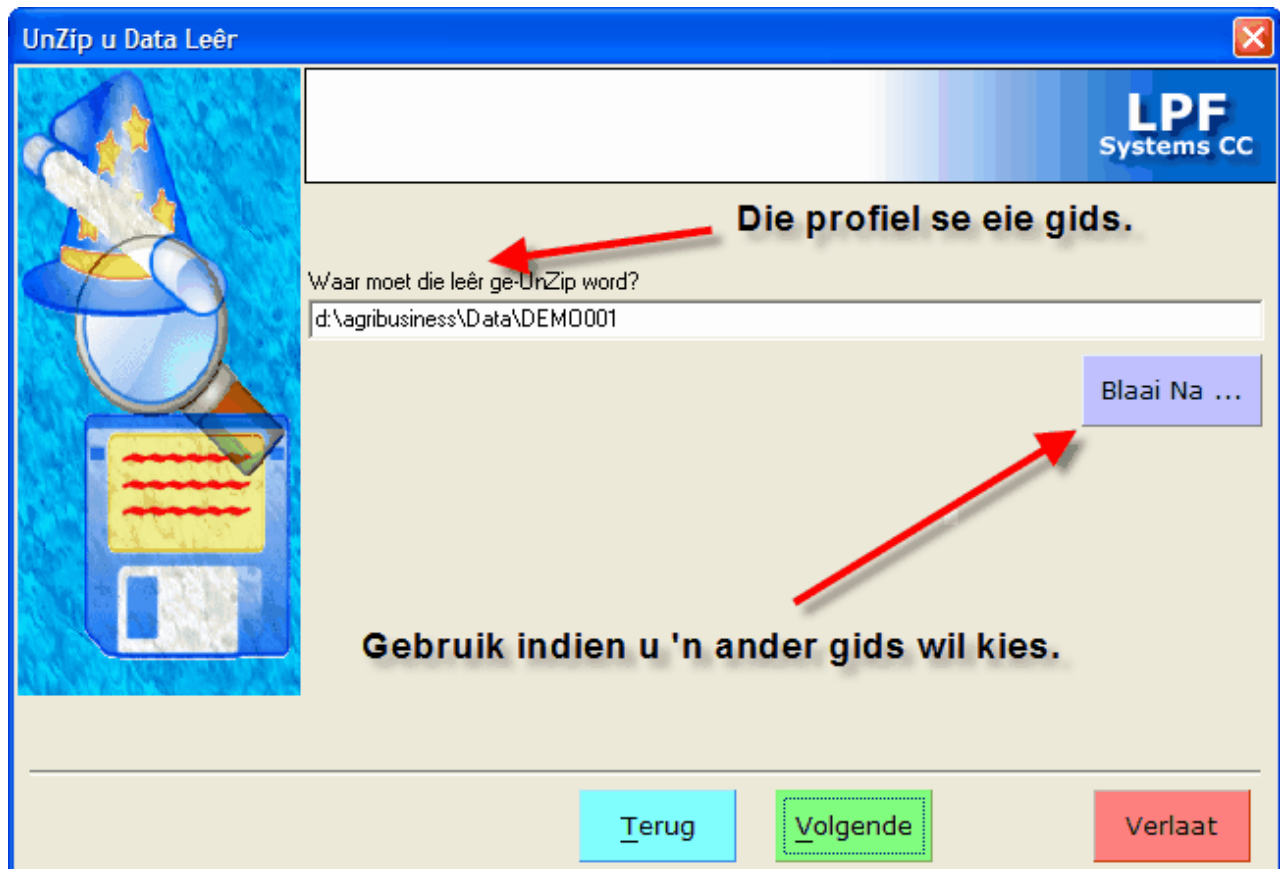 UnZip u Data Leêr
LPF
Systems CC
Die profiel se eie gids.
Waar moet die leêr ge-UnZip word?
d:\agribusiness\Data\DEMO001
Blaai Na ...
Gebruik indien u 'n ander gids wil kies.
Terug
Volgende
Verlaat